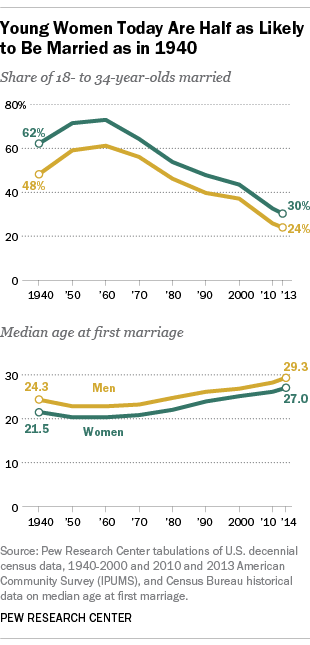 Young Women Today Are Half as Likely
to Be Married as in 1940
Share of 18- to 34-year-olds married
80%
62%
60
48%
40
30%
24%
20
0
1940 '50 '60 '70 '80 '90 2000 '10 '13
Median age at first marriage
29.3
30
24.3
Men
27.0
21.5
Women
20
10
0
1940 '50 '60 '70 '80 '90 2000 '10 '14
Source: Pew Research Center tabulations of U.S. decennial
census data, 1940-2000 and 2010 and 2013 American
Community Survey (IPUMS), and Census Bureau historical
data on median age at first marriage.
PEW RESEARCH CENTER